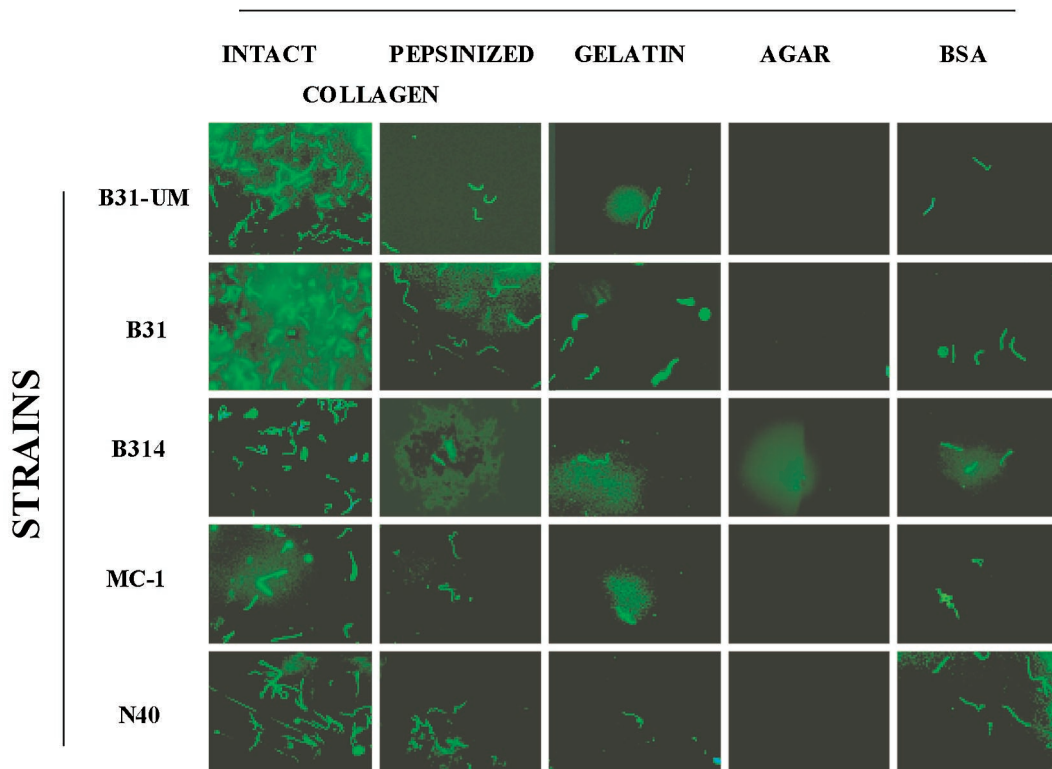 INTACT PEPSINIZED GELATIN AGAR BSA
COLLAGEN
B31-UM
B31
B314
MC-1
N40
STRAINS